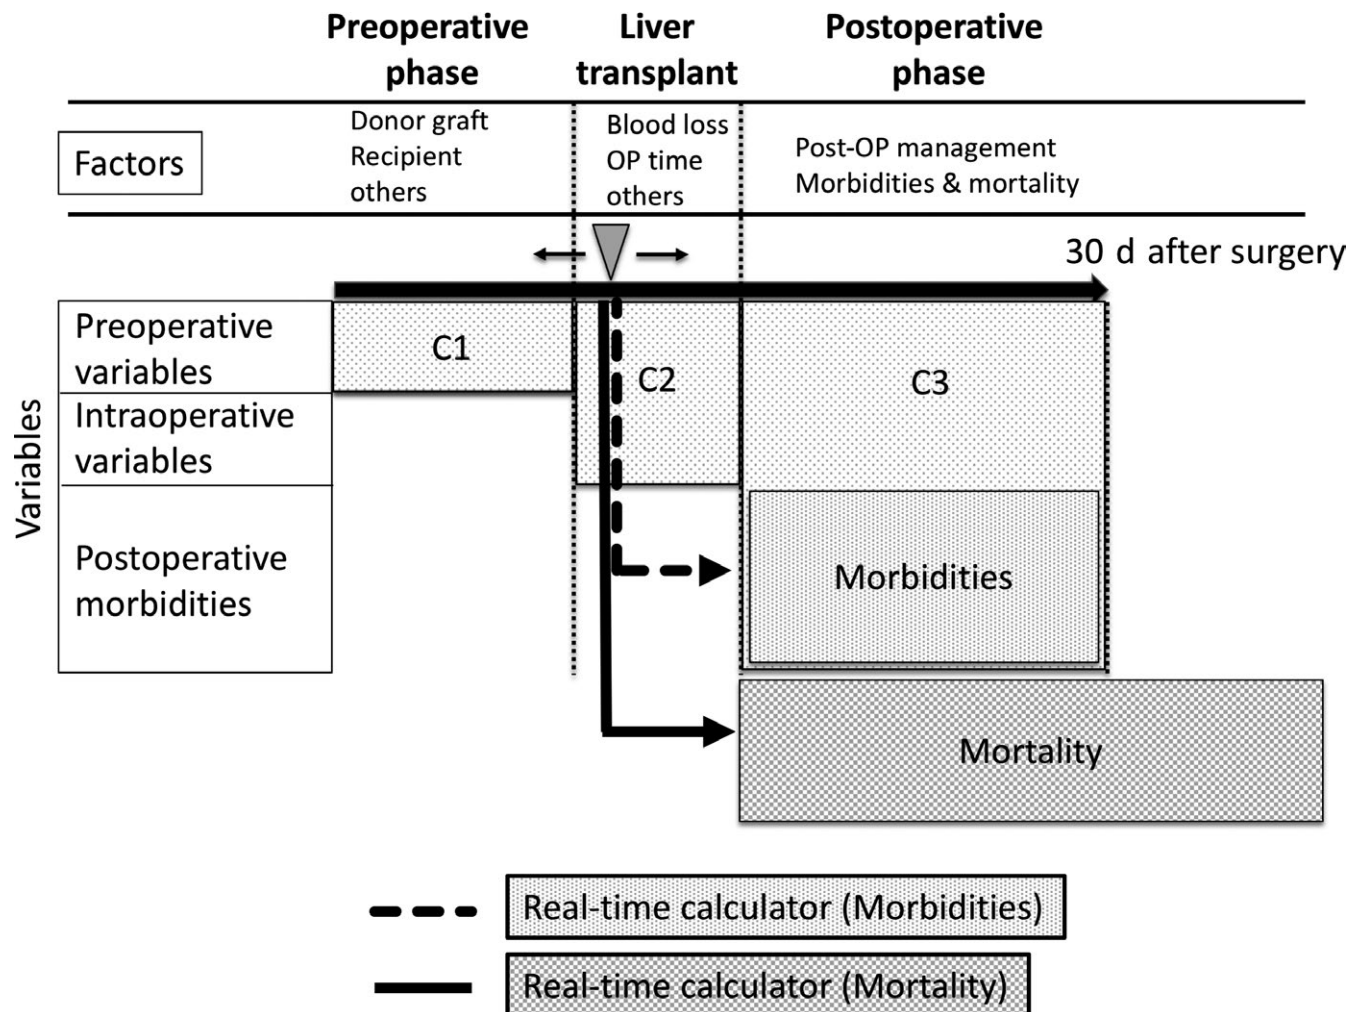 Preoperative
phase
Liver
transplant
Postoperative
phase
Factors
Donor graft
Recipient
others
Blood loss
OP time
others
Post-OP management
Morbidities & mortality
30 d after surgery
Variables
Preoperative
variables
Intraoperative
variables
Postoperative
morbidities
C1
C2
C3
Morbidities
Mortality
Real-time calculator (Morbidities)
Real-time calculator (Mortality)